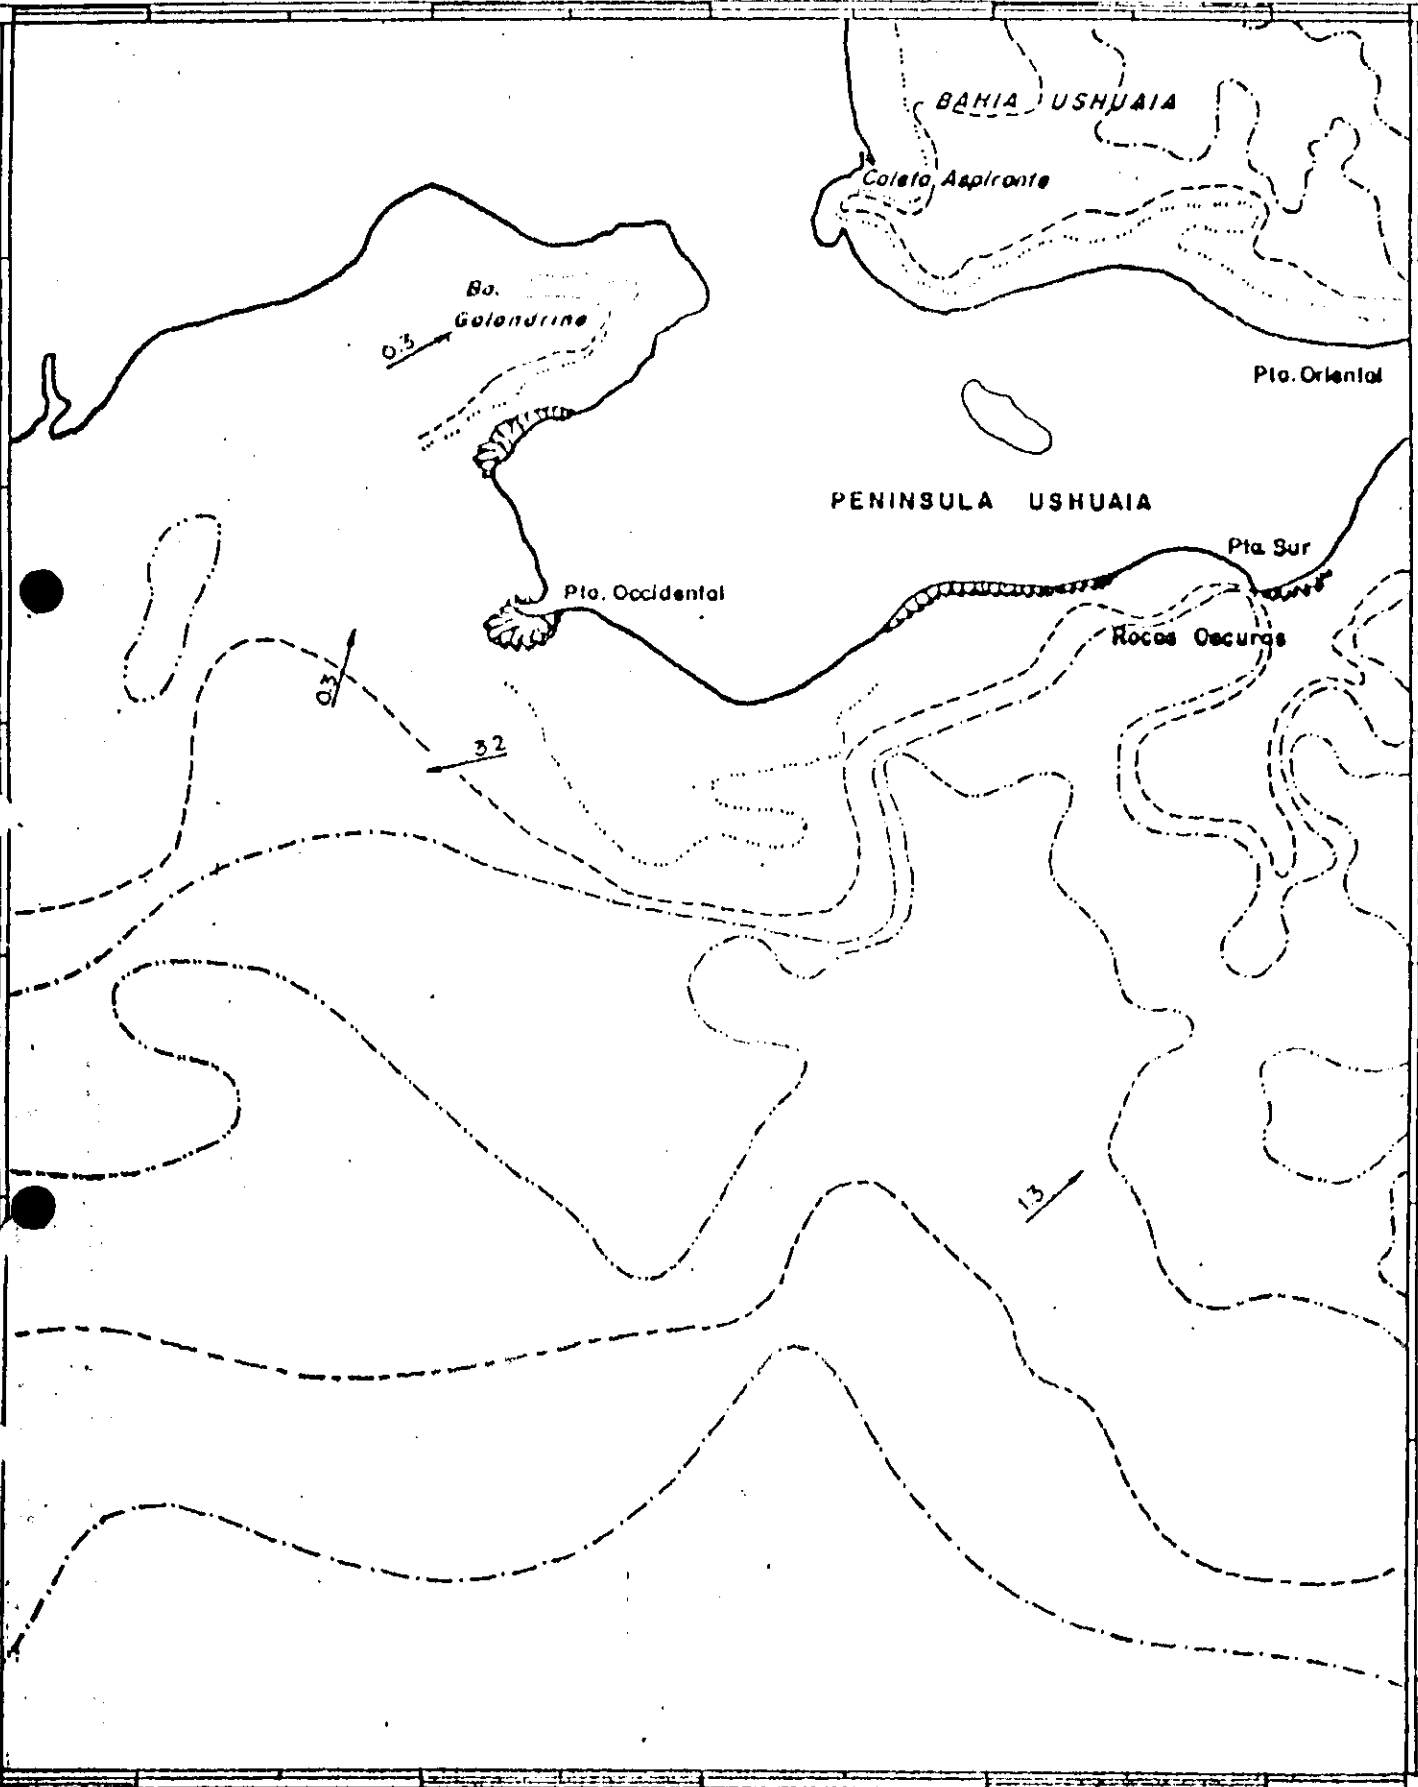 BAHIA USHUAIA
Caleta Aspirante
Ba.
Golondrina
0.3
Pta. Oriental
PENINSULA USHUAIA
Pta. Sur
Pta. Occidental
Rocas Oscuras
0.3
3.2
1.3